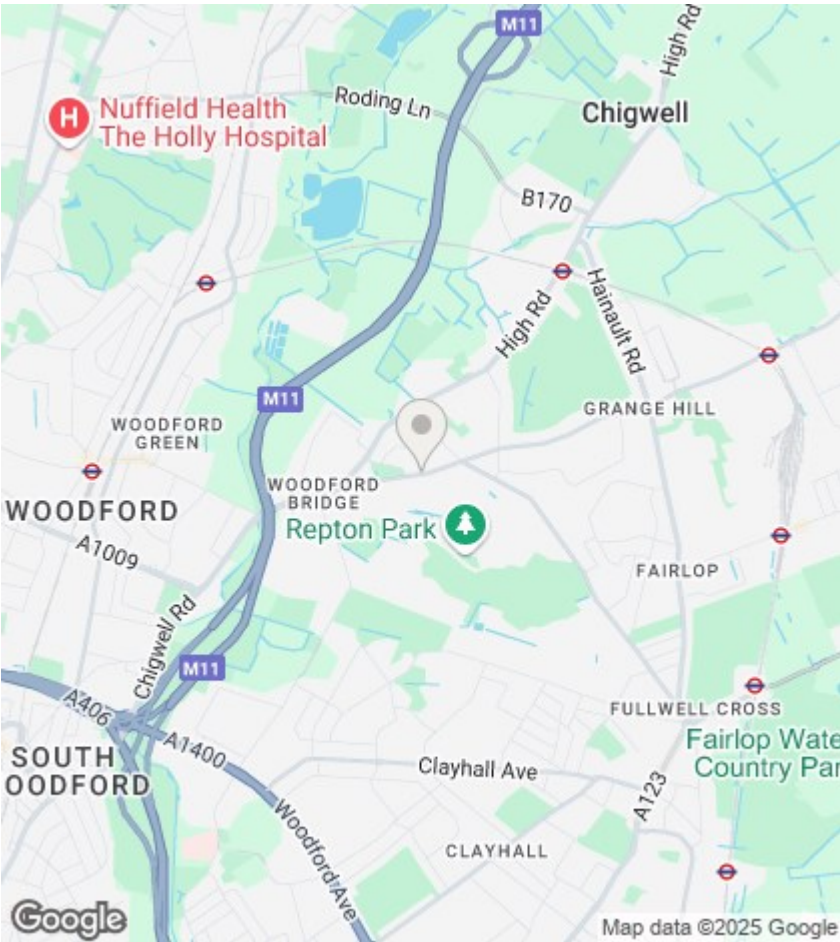 M11
High Rd
Nuffield Health
The Holly Hospital
Roding Ln
Chigwell
B170
High Rd
Hainault Rd
M11
GRANGE HILL
WOODFORD
GREEN
WOODFORD
BRIDGE
WOODFORD
Repton Park
A1009
FAIRLOP
Chigwell Rd
M11
A406
FULLWELL CROSS
SOUTH
OODFORD
A1400
Fairlop Wate
Country Par
Clayhall Ave
A123
Woodford Ave
CLAYHALL
Google
Map data ©2025 Google
H